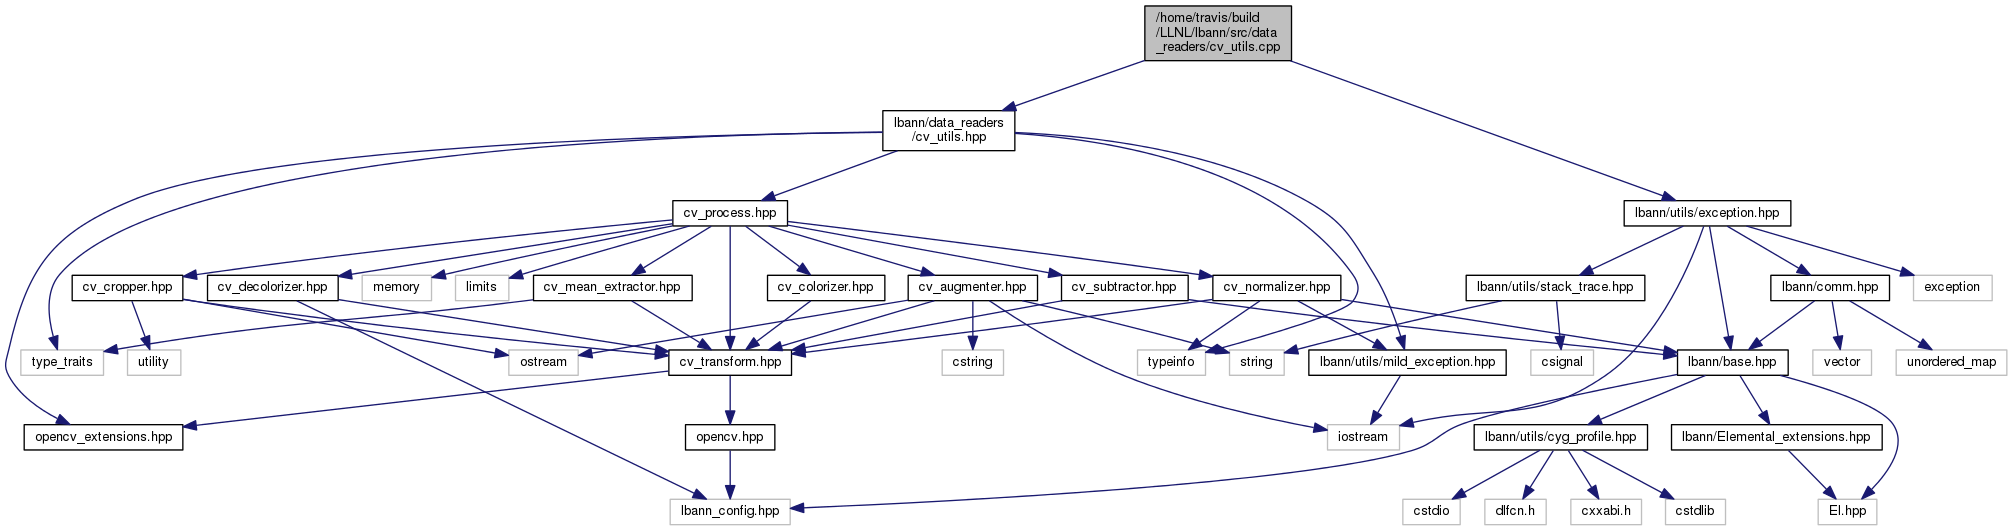 /home/travis/build
/LLNL/lbann/src/data
_readers/cv_utils.cpp
lbann/data_readers
/cv_utils.hpp
cv_process.hpp
lbann/utils/exception.hpp
cv_cropper.hpp
cv_decolorizer.hpp
memory
limits
cv_mean_extractor.hpp
cv_colorizer.hpp
cv_augmenter.hpp
cv_subtractor.hpp
cv_normalizer.hpp
lbann/utils/stack_trace.hpp
lbann/comm.hpp
exception
type_traits
utility
ostream
cv_transform.hpp
cstring
typeinfo
string
lbann/utils/mild_exception.hpp
csignal
lbann/base.hpp
vector
unordered_map
opencv_extensions.hpp
opencv.hpp
iostream
lbann/utils/cyg_profile.hpp
lbann/Elemental_extensions.hpp
lbann_config.hpp
cstdio
dlfcn.h
cxxabi.h
cstdlib
El.hpp